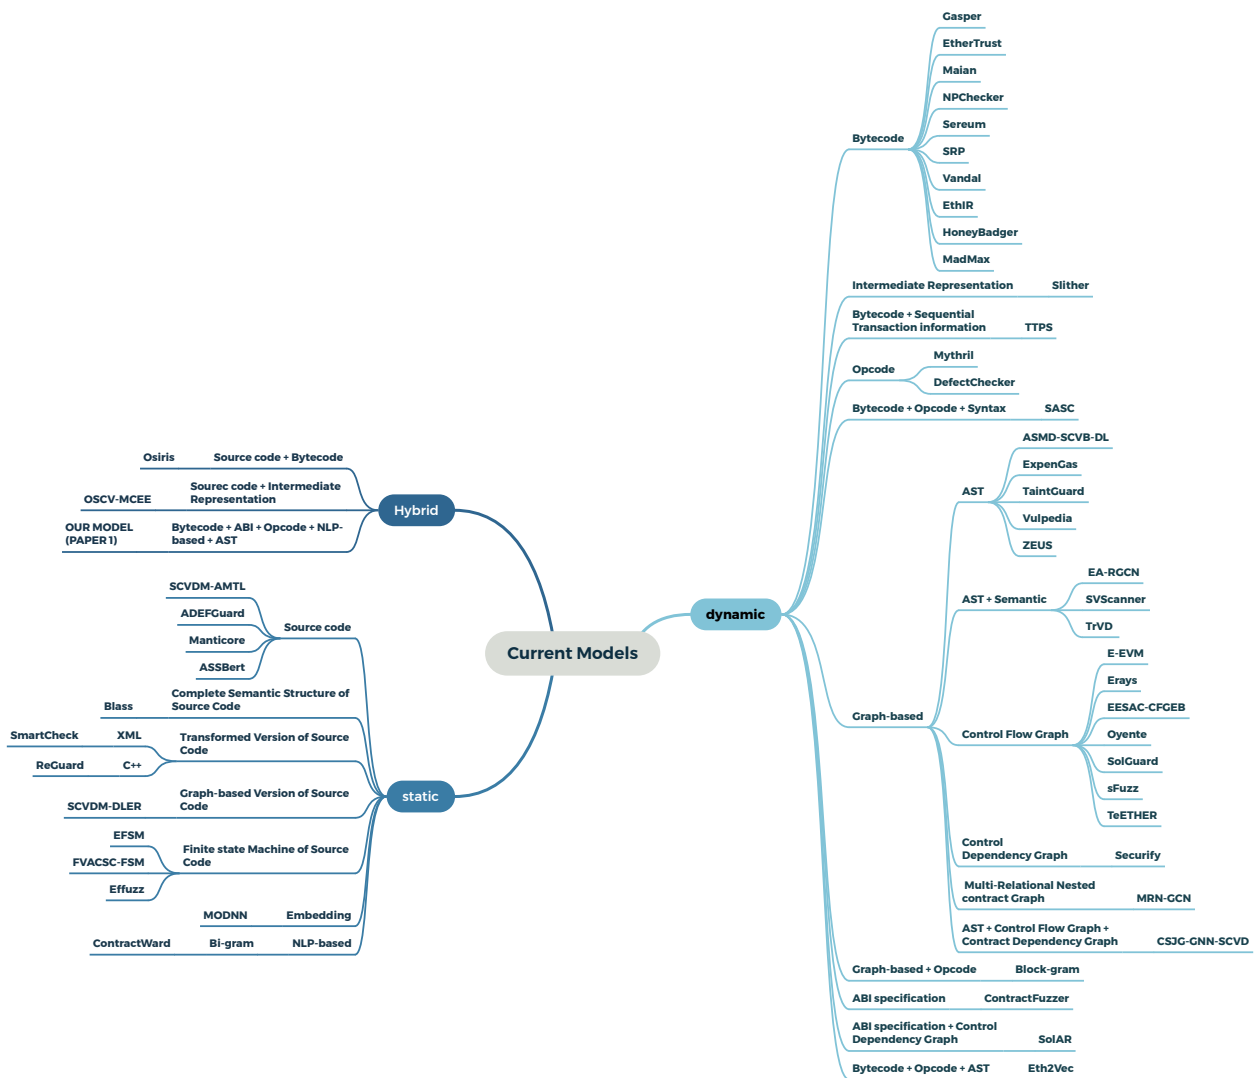 Current Models
Hybrid
Source code + Bytecode
Osiris
Sourec code + Intermediate
Representation
OSCV-MCEE
Bytecode + ABI + Opcode + NLP-
based + AST
OUR MODEL
(PAPER 1)
static
Source code
SCVDM-AMTL
ADEFGuard
Manticore
ASSBert
Complete Semantic Structure of
Source Code
Blass
Transformed Version of Source
Code
XML
SmartCheck
C++
ReGuard
Graph-based Version of Source
Code
SCVDM-DLER
Finite state Machine of Source
Code
EFSM
FVACSC-FSM
Effuzz
Embedding
MODNN
NLP-based
Bi-gram
ContractWard
dynamic
Bytecode
Gasper
EtherTrust
Maian
NPChecker
Sereum
SRP
Vandal
EthIR
HoneyBadger
MadMax
Intermediate Representation
Slither
Bytecode + Sequential
Transaction information
TTPS
Opcode
Mythril
DefectChecker
Bytecode + Opcode + Syntax
SASC
Graph-based
AST
ASMD-SCVB-DL
ExpenGas
TaintGuard
Vulpedia
ZEUS
AST + Semantic
EA-RGCN
SVScanner
TrVD
Control Flow Graph
E-EVM
Erays
EESAC-CFGEB
Oyente
SolGuard
sFuzz
TeETHER
Control
Dependency Graph
Securify
Multi-Relational Nested
contract Graph
MRN-GCN
AST + Control Flow Graph +
Contract Dependency Graph
CSJG-GNN-SCVD
Graph-based + Opcode
Block-gram
ABI specification
ContractFuzzer
ABI specification + Control
Dependency Graph
SolAR
Bytecode + Opcode + AST
Eth2Vec